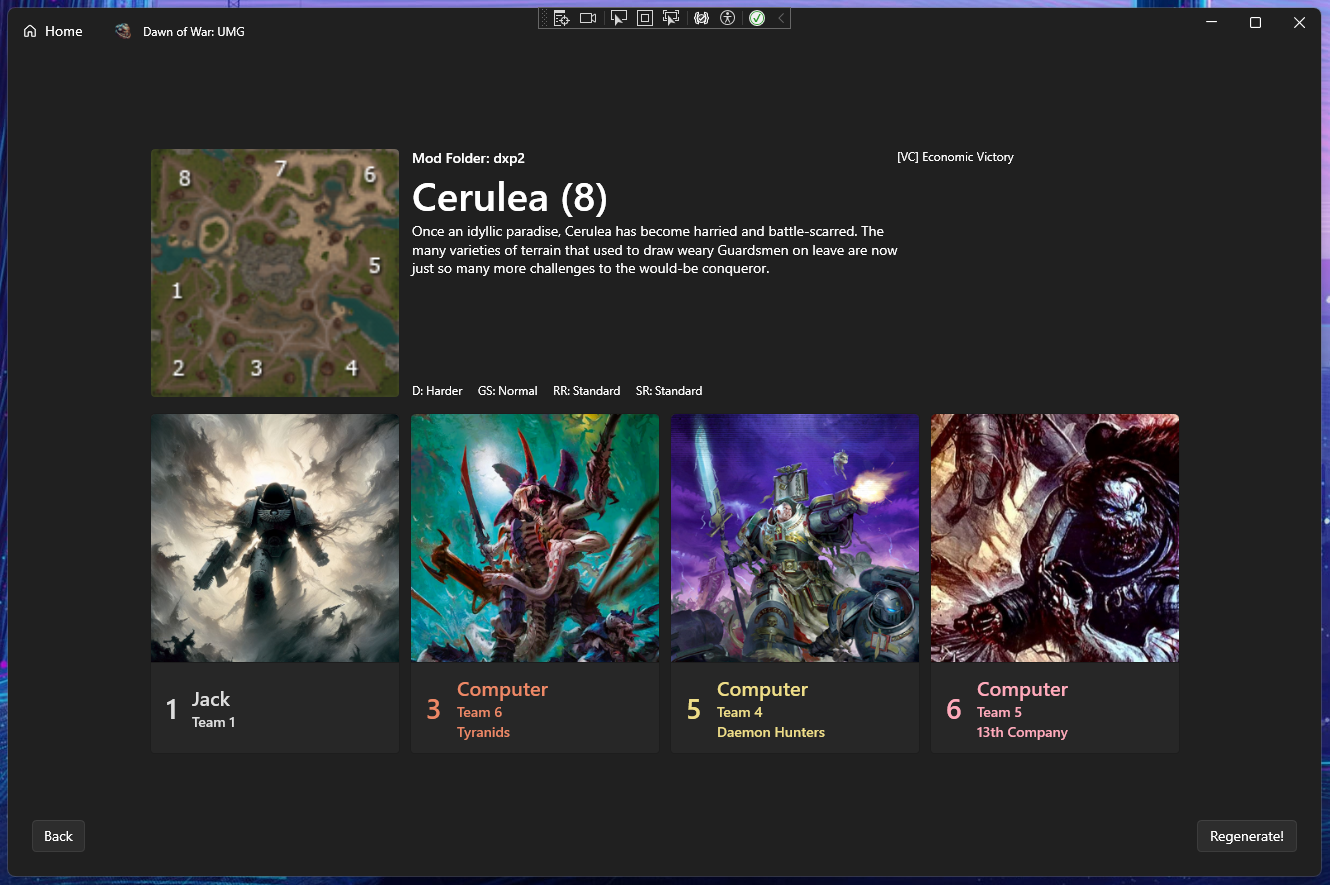 Home
Dawn of War: UMG
8
7
6
5
1
2
3
4
Mod Folder: dxp2
[VC] Economic Victory
Cerulea (8)
Once an idyllic paradise, Cerulea has become harried and battle-scarred. The
many varieties of terrain that used to draw weary Guardsmen on leave are now
just so many more challenges to the would-be conqueror.
D: Harder GS: Normal RR: Standard SR: Standard
1
Jack
Team 1
3
Computer
Team 6
Tyranids
5
Computer
Team 4
Daemon Hunters
6
Computer
Team 5
13th Company
Back
Regenerate!